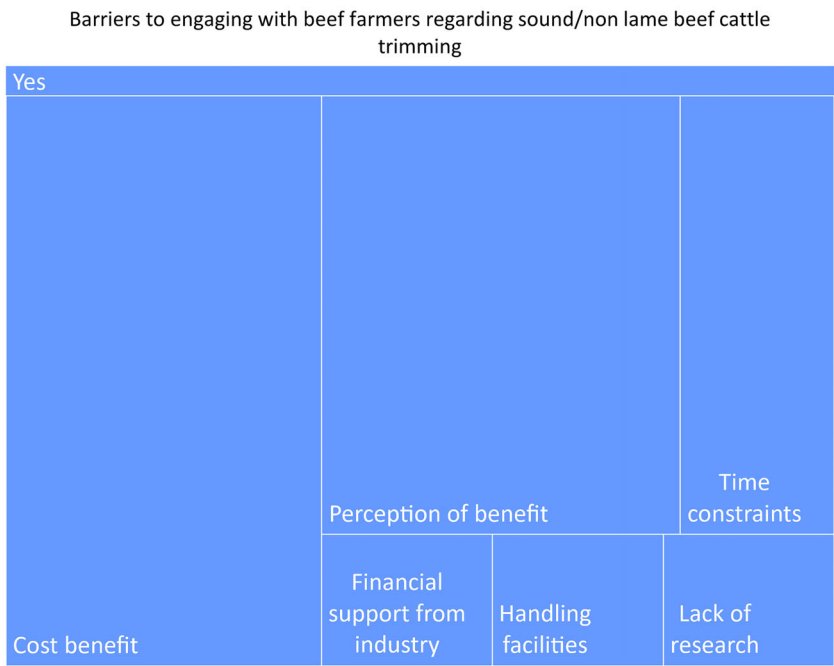 Barriers to engaging with beef farmers regarding sound/non lame beef cattle
trimming
Yes
Cost benefit
Perception of benefit
Time
constraints
Financial
support from
industry
Handling
facilities
Lack of
research